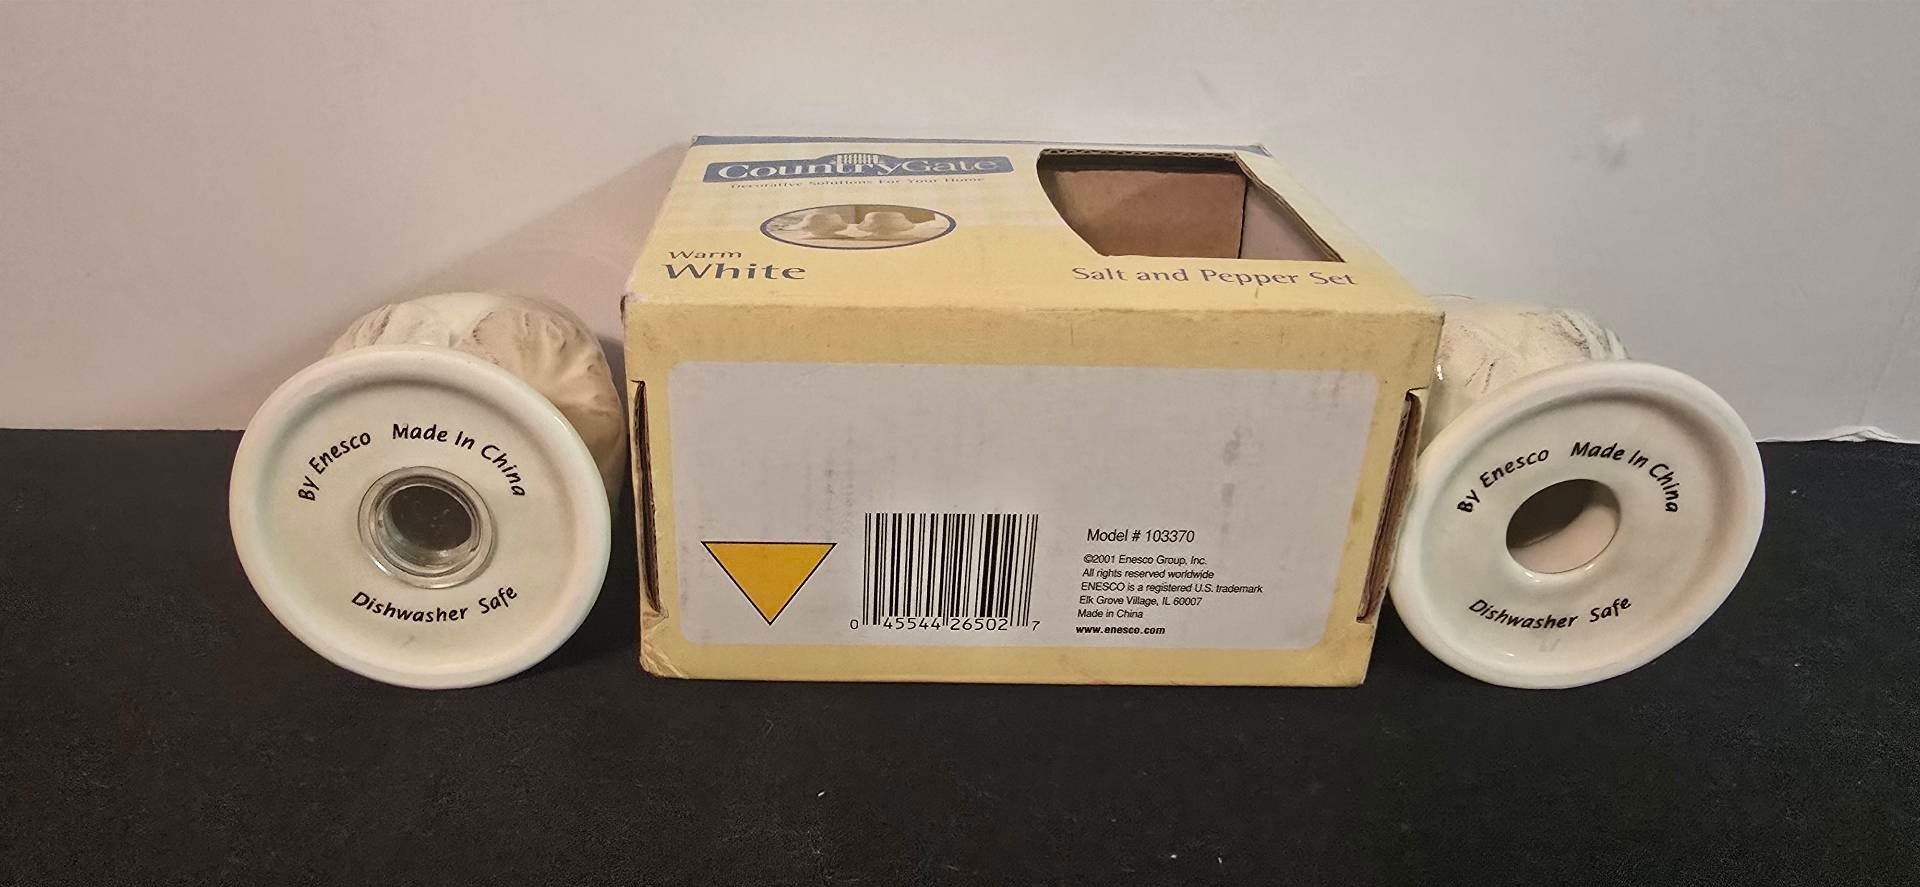 CountryGate
Decorative Solutions For Your Home
Warm
White
Salt and Pepper Set
By Enesco Made In China
Dishwasher Safe
Model # 103370
©2001 Enesco Group, Inc.
All rights reserved worldwide
ENESCO is a registered U.S. trademark
Elk Grove Village, IL 60007
Made in China
www.enesco.com
0 45544 26502 7
By Enesco Made In China
Dishwasher Safe